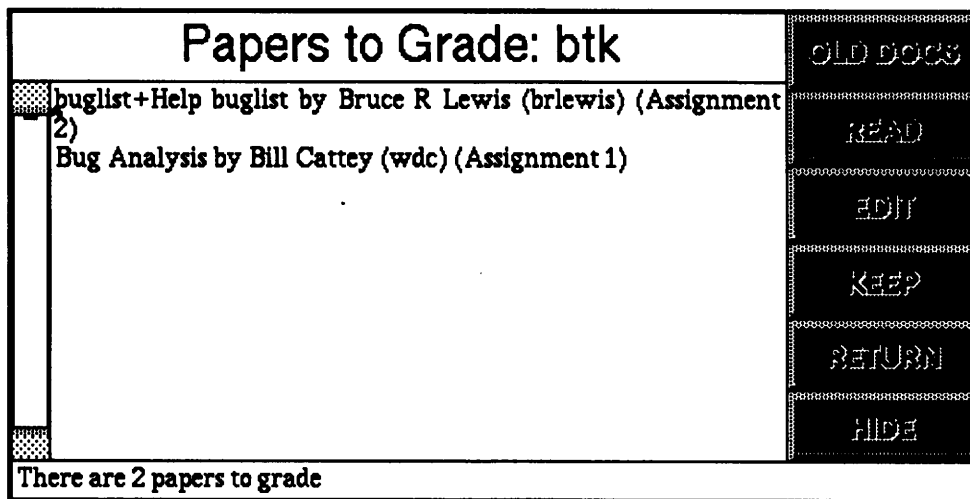 Papers to Grade: btk
buglist+Help buglist by Bruce R Lewis (brlewis) (Assignment
2)
Bug Analysis by Bill Cattey (wdc) (Assignment 1)
There are 2 papers to grade
OLD DOCS
READ
EDIT
KEEP
RETURN
HIDE